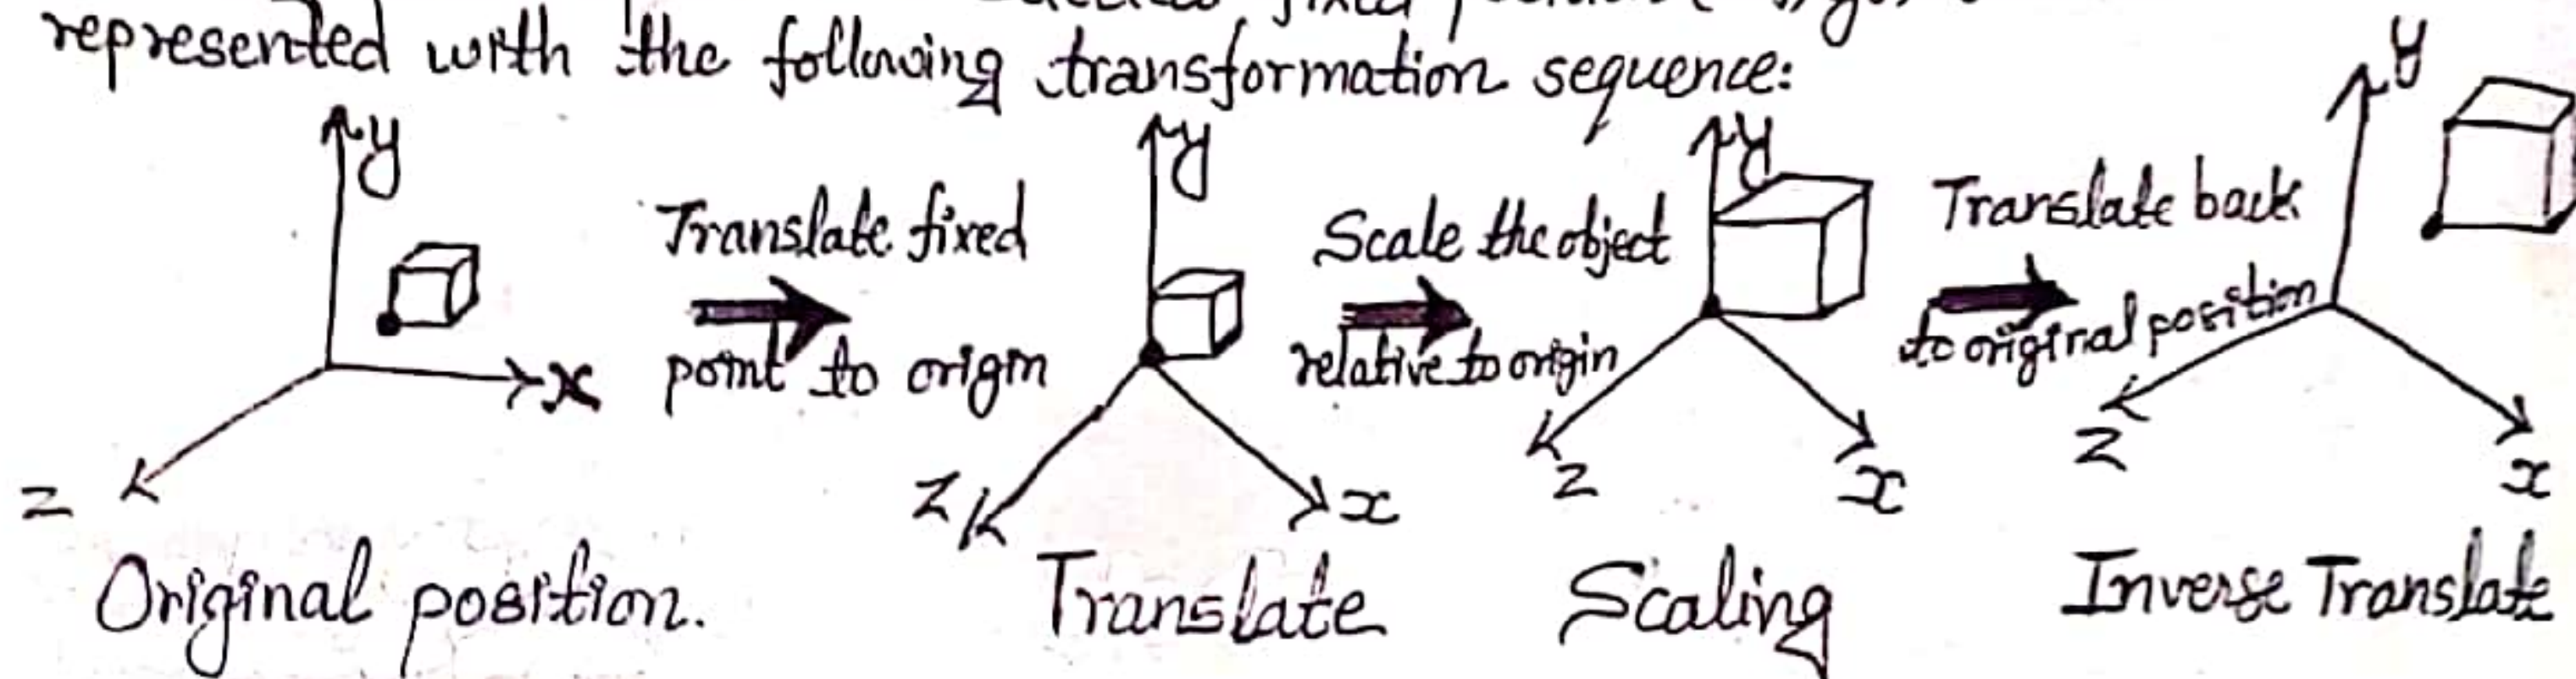 fixed
represented with the following transformation sequence:
y
y
y
y
Translate fixed
point to origin
Scale the object
relative to origin
Translate back
to original position
x
z
z
x
z
x
z
x
Original position.
Translate
Scaling
Inverse Translate